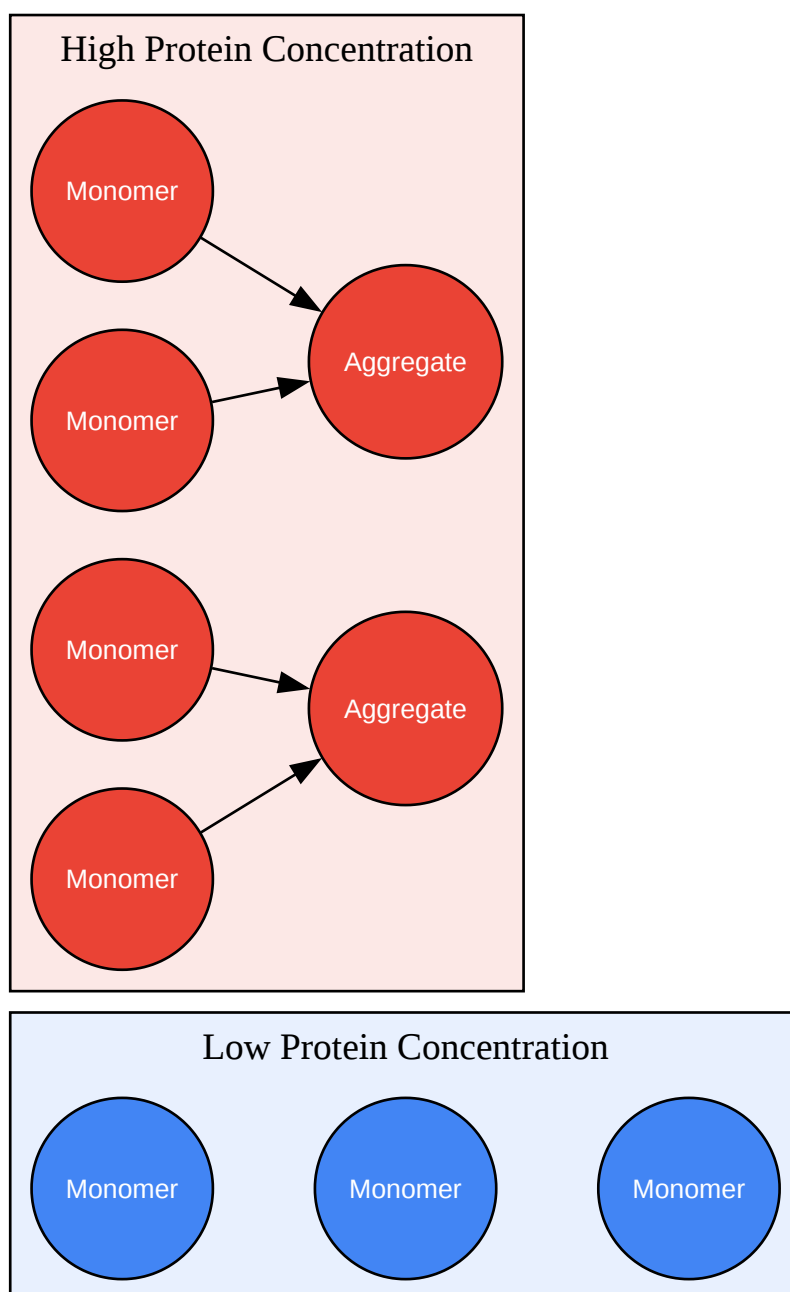 High Protein Concentration
Monomer
Aggregate
Monomer
Monomer
Aggregate
Monomer
Low Protein Concentration
Monomer Monomer Monomer